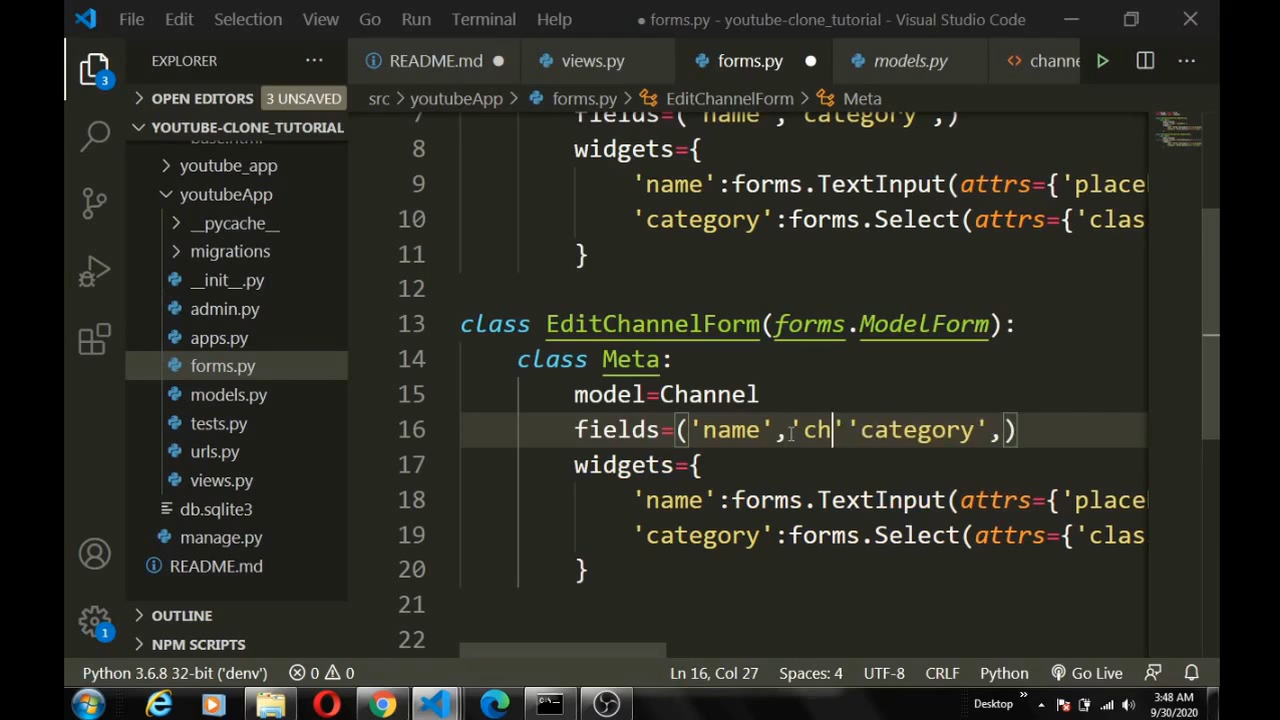 File Edit Selection View Go Run Terminal Help
● forms.py - youtube-clone_tutorial - Visual Studio Code
EXPLORER ···
README.md ● views.py forms.py ● models.py <> channe
OPEN EDITORS 3 UNSAVED
src > youtubeApp > forms.py > EditChannelForm > Meta
YOUTUBE-CLONE_TUTORIAL
youtube_app
youtubeApp
__pycache__
migrations
__init__.py
admin.py
apps.py
forms.py
models.py
tests.py
urls.py
views.py
db.sqlite3
manage.py
README.md
OUTLINE
NPM SCRIPTS
3
1
7 fields=('name','category',)
8 widgets={
9 'name':forms.TextInput(attrs={'place
10 'category':forms.Select(attrs={'clas
11 }
12
13 class EditChannelForm(forms.ModelForm):
14 class Meta:
15 model=Channel
16 fields=('name','ch''category',)
17 widgets={
18 'name':forms.TextInput(attrs={'place
19 'category':forms.Select(attrs={'clas
20 }
21
22
Python 3.6.8 32-bit ('denv') 0 0 Ln 16, Col 27 Spaces: 4 UTF-8 CRLF Python Go Live
Desktop » 3:48 AM
9/30/2020